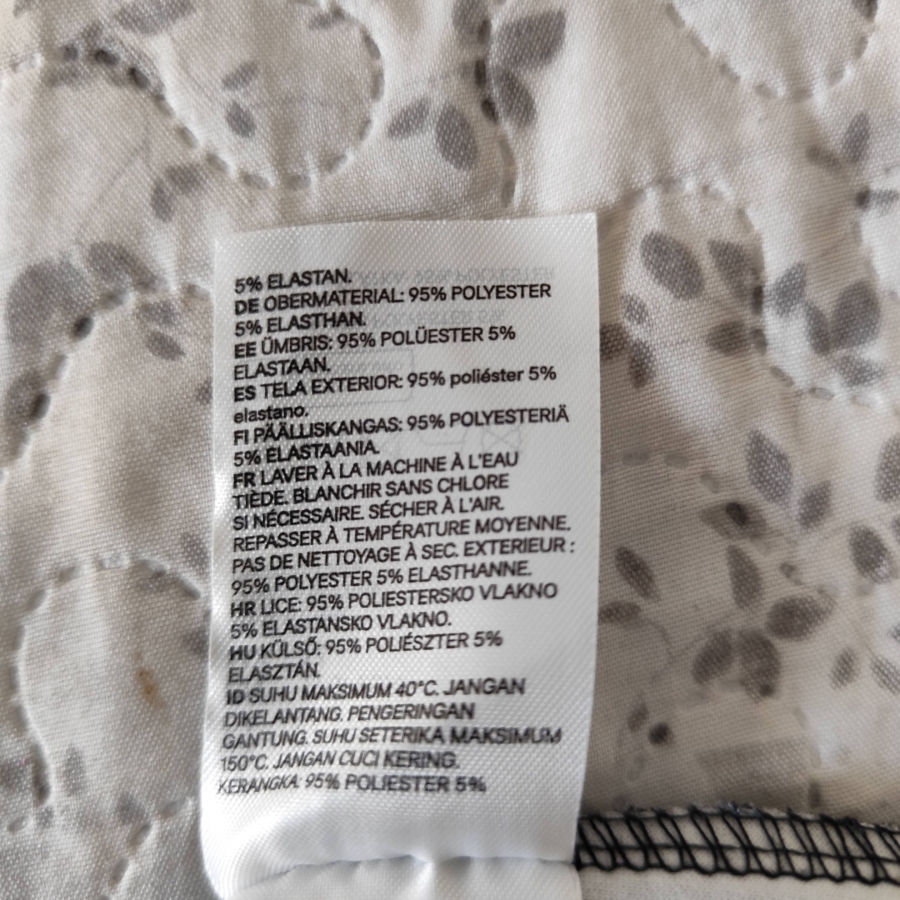 5% ELASTAN.
DE OBERMATERIAL: 95% POLYESTER
5% ELASTHAN.
EE ÜMBRIS: 95% POLÜESTER 5%
ELASTAAN.
ES TELA EXTERIOR: 95% poliéster 5%
elastano.
FI PÄÄLLISKANGAS: 95% POLYESTERIÄ
5% ELASTAANIA.
FR LAVER À LA MACHINE À L'EAU
TIÈDE. BLANCHIR SANS CHLORE
SI NÉCESSAIRE. SÉCHER À L'AIR.
REPASSER À TEMPÉRATURE MOYENNE.
PAS DE NETTOYAGE À SEC. EXTERIEUR :
95% POLYESTER 5% ELASTHANNE.
HR LICE: 95% POLIESTERSKO VLAKNO
5% ELASTANSKO VLAKNO.
HU KÜLSŐ: 95% POLIÉSZTER 5%
ELASZTÁN.
ID SUHU MAKSIMUM 40°C. JANGAN
DIKELANTANG. PENGERINGAN
GANTUNG. SUHU SETERIKA MAKSIMUM
150°C. JANGAN CUCI KERING.
KERANGKA: 95% POLIESTER 5%